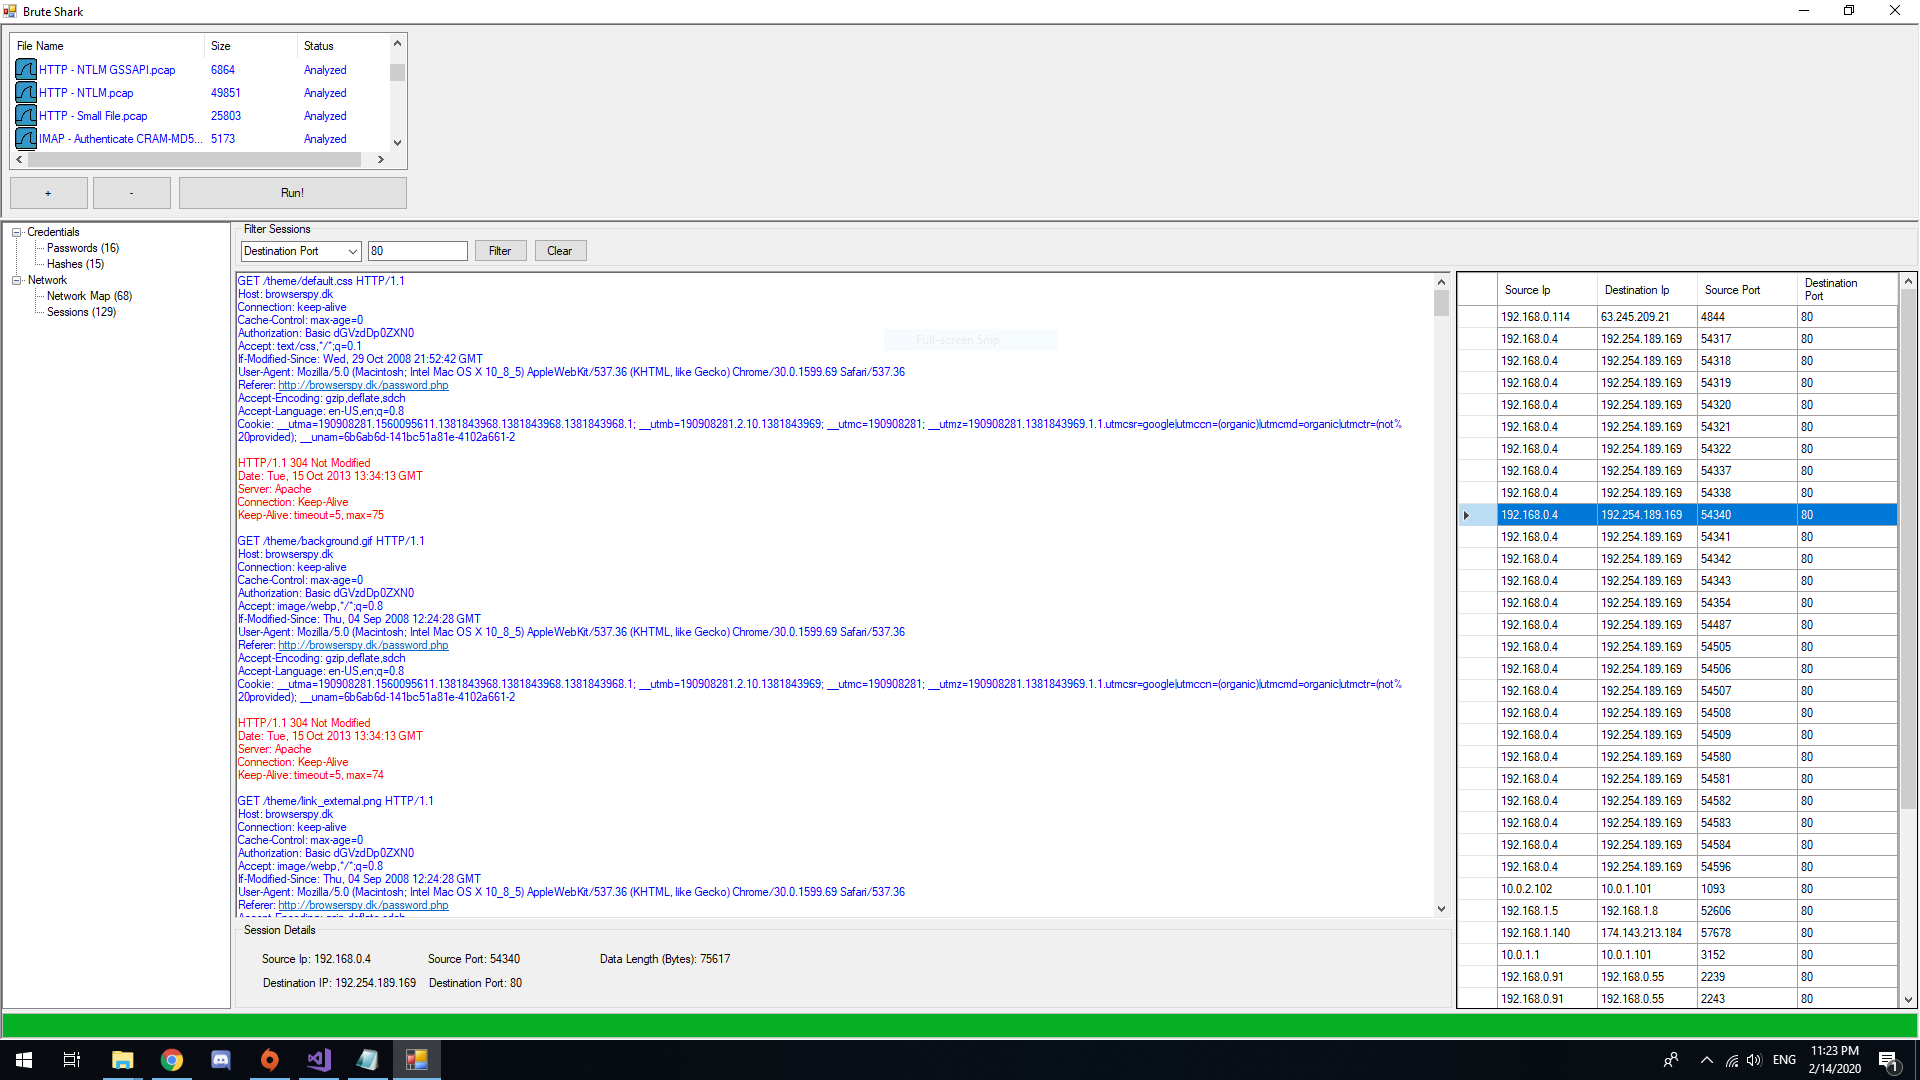 Brute Shark
File Name Size Status
HTTP - NTLM GSSAPI.pcap 6864 Analyzed
HTTP - NTLM.pcap 49851 Analyzed
HTTP - Small File.pcap 25803 Analyzed
IMAP - Authenticate CRAM-MD5... 5173 Analyzed
+ - Run!
Credentials
Passwords (16)
Hashes (15)
Network
Network Map (68)
Sessions (129)
Filter Sessions
Destination Port 80 Filter Clear
GET /theme/default.css HTTP/1.1
Host: browserspy.dk
Connection: keep-alive
Cache-Control: max-age=0
Authorization: Basic dGVzdDp0ZXN0
Accept: text/css,*/*;q=0.1
If-Modified-Since: Wed, 29 Oct 2008 21:52:42 GMT
User-Agent: Mozilla/5.0 (Macintosh; Intel Mac OS X 10_8_5) AppleWebKit/537.36 (KHTML, like Gecko) Chrome/30.0.1599.69 Safari/537.36
Referer: http://browserspy.dk/password.php
Accept-Encoding: gzip,deflate,sdch
Accept-Language: en-US,en;q=0.8
Cookie: __utma=190908281.1560095611.1381843968.1381843968.1381843968.1; __utmb=190908281.2.10.1381843969; __utmc=190908281; __utmz=190908281.1381843969.1.1.utmcsr=google|utmccn=(organic)|utmcmd=organic|utmctr=(not%
20provided); __unam=6b6ab6d-141bc51a81e-4102a661-2
HTTP/1.1 304 Not Modified
Date: Tue, 15 Oct 2013 13:34:13 GMT
Server: Apache
Connection: Keep-Alive
Keep-Alive: timeout=5, max=75
GET /theme/background.gif HTTP/1.1
Host: browserspy.dk
Connection: keep-alive
Cache-Control: max-age=0
Authorization: Basic dGVzdDp0ZXN0
Accept: image/webp,*/*;q=0.8
If-Modified-Since: Thu, 04 Sep 2008 12:24:28 GMT
User-Agent: Mozilla/5.0 (Macintosh; Intel Mac OS X 10_8_5) AppleWebKit/537.36 (KHTML, like Gecko) Chrome/30.0.1599.69 Safari/537.36
Referer: http://browserspy.dk/password.php
Accept-Encoding: gzip,deflate,sdch
Accept-Language: en-US,en;q=0.8
Cookie: __utma=190908281.1560095611.1381843968.1381843968.1381843968.1; __utmb=190908281.2.10.1381843969; __utmc=190908281; __utmz=190908281.1381843969.1.1.utmcsr=google|utmccn=(organic)|utmcmd=organic|utmctr=(not%
20provided); __unam=6b6ab6d-141bc51a81e-4102a661-2
HTTP/1.1 304 Not Modified
Date: Tue, 15 Oct 2013 13:34:13 GMT
Server: Apache
Connection: Keep-Alive
Keep-Alive: timeout=5, max=74
GET /theme/link_external.png HTTP/1.1
Host: browserspy.dk
Connection: keep-alive
Cache-Control: max-age=0
Authorization: Basic dGVzdDp0ZXN0
Accept: image/webp,*/*;q=0.8
If-Modified-Since: Thu, 04 Sep 2008 12:24:28 GMT
User-Agent: Mozilla/5.0 (Macintosh; Intel Mac OS X 10_8_5) AppleWebKit/537.36 (KHTML, like Gecko) Chrome/30.0.1599.69 Safari/537.36
Referer: http://browserspy.dk/password.php
Accept-Encoding: gzip,deflate,sdch
Full-screen Snip
Source Ip Destination Ip Source Port Destination Port
192.168.0.114 63.245.209.21 4844 80
192.168.0.4 192.254.189.169 54317 80
192.168.0.4 192.254.189.169 54318 80
192.168.0.4 192.254.189.169 54319 80
192.168.0.4 192.254.189.169 54320 80
192.168.0.4 192.254.189.169 54321 80
192.168.0.4 192.254.189.169 54322 80
192.168.0.4 192.254.189.169 54337 80
192.168.0.4 192.254.189.169 54338 80
192.168.0.4 192.254.189.169 54340 80
192.168.0.4 192.254.189.169 54341 80
192.168.0.4 192.254.189.169 54342 80
192.168.0.4 192.254.189.169 54343 80
192.168.0.4 192.254.189.169 54354 80
192.168.0.4 192.254.189.169 54487 80
192.168.0.4 192.254.189.169 54505 80
192.168.0.4 192.254.189.169 54506 80
192.168.0.4 192.254.189.169 54507 80
192.168.0.4 192.254.189.169 54508 80
192.168.0.4 192.254.189.169 54509 80
192.168.0.4 192.254.189.169 54580 80
192.168.0.4 192.254.189.169 54581 80
192.168.0.4 192.254.189.169 54582 80
192.168.0.4 192.254.189.169 54583 80
192.168.0.4 192.254.189.169 54584 80
192.168.0.4 192.254.189.169 54596 80
10.0.2.102 10.0.1.101 1093 80
192.168.1.5 192.168.1.8 52606 80
192.168.1.140 174.143.213.184 57678 80
10.0.1.1 10.0.1.101 3152 80
192.168.0.91 192.168.0.55 2239 80
192.168.0.91 192.168.0.55 2243 80
Session Details
Source Ip: 192.168.0.4 Source Port: 54340 Data Length (Bytes): 75617
Destination IP: 192.254.189.169 Destination Port: 80
ENG 11:23 PM
2/14/2020
1